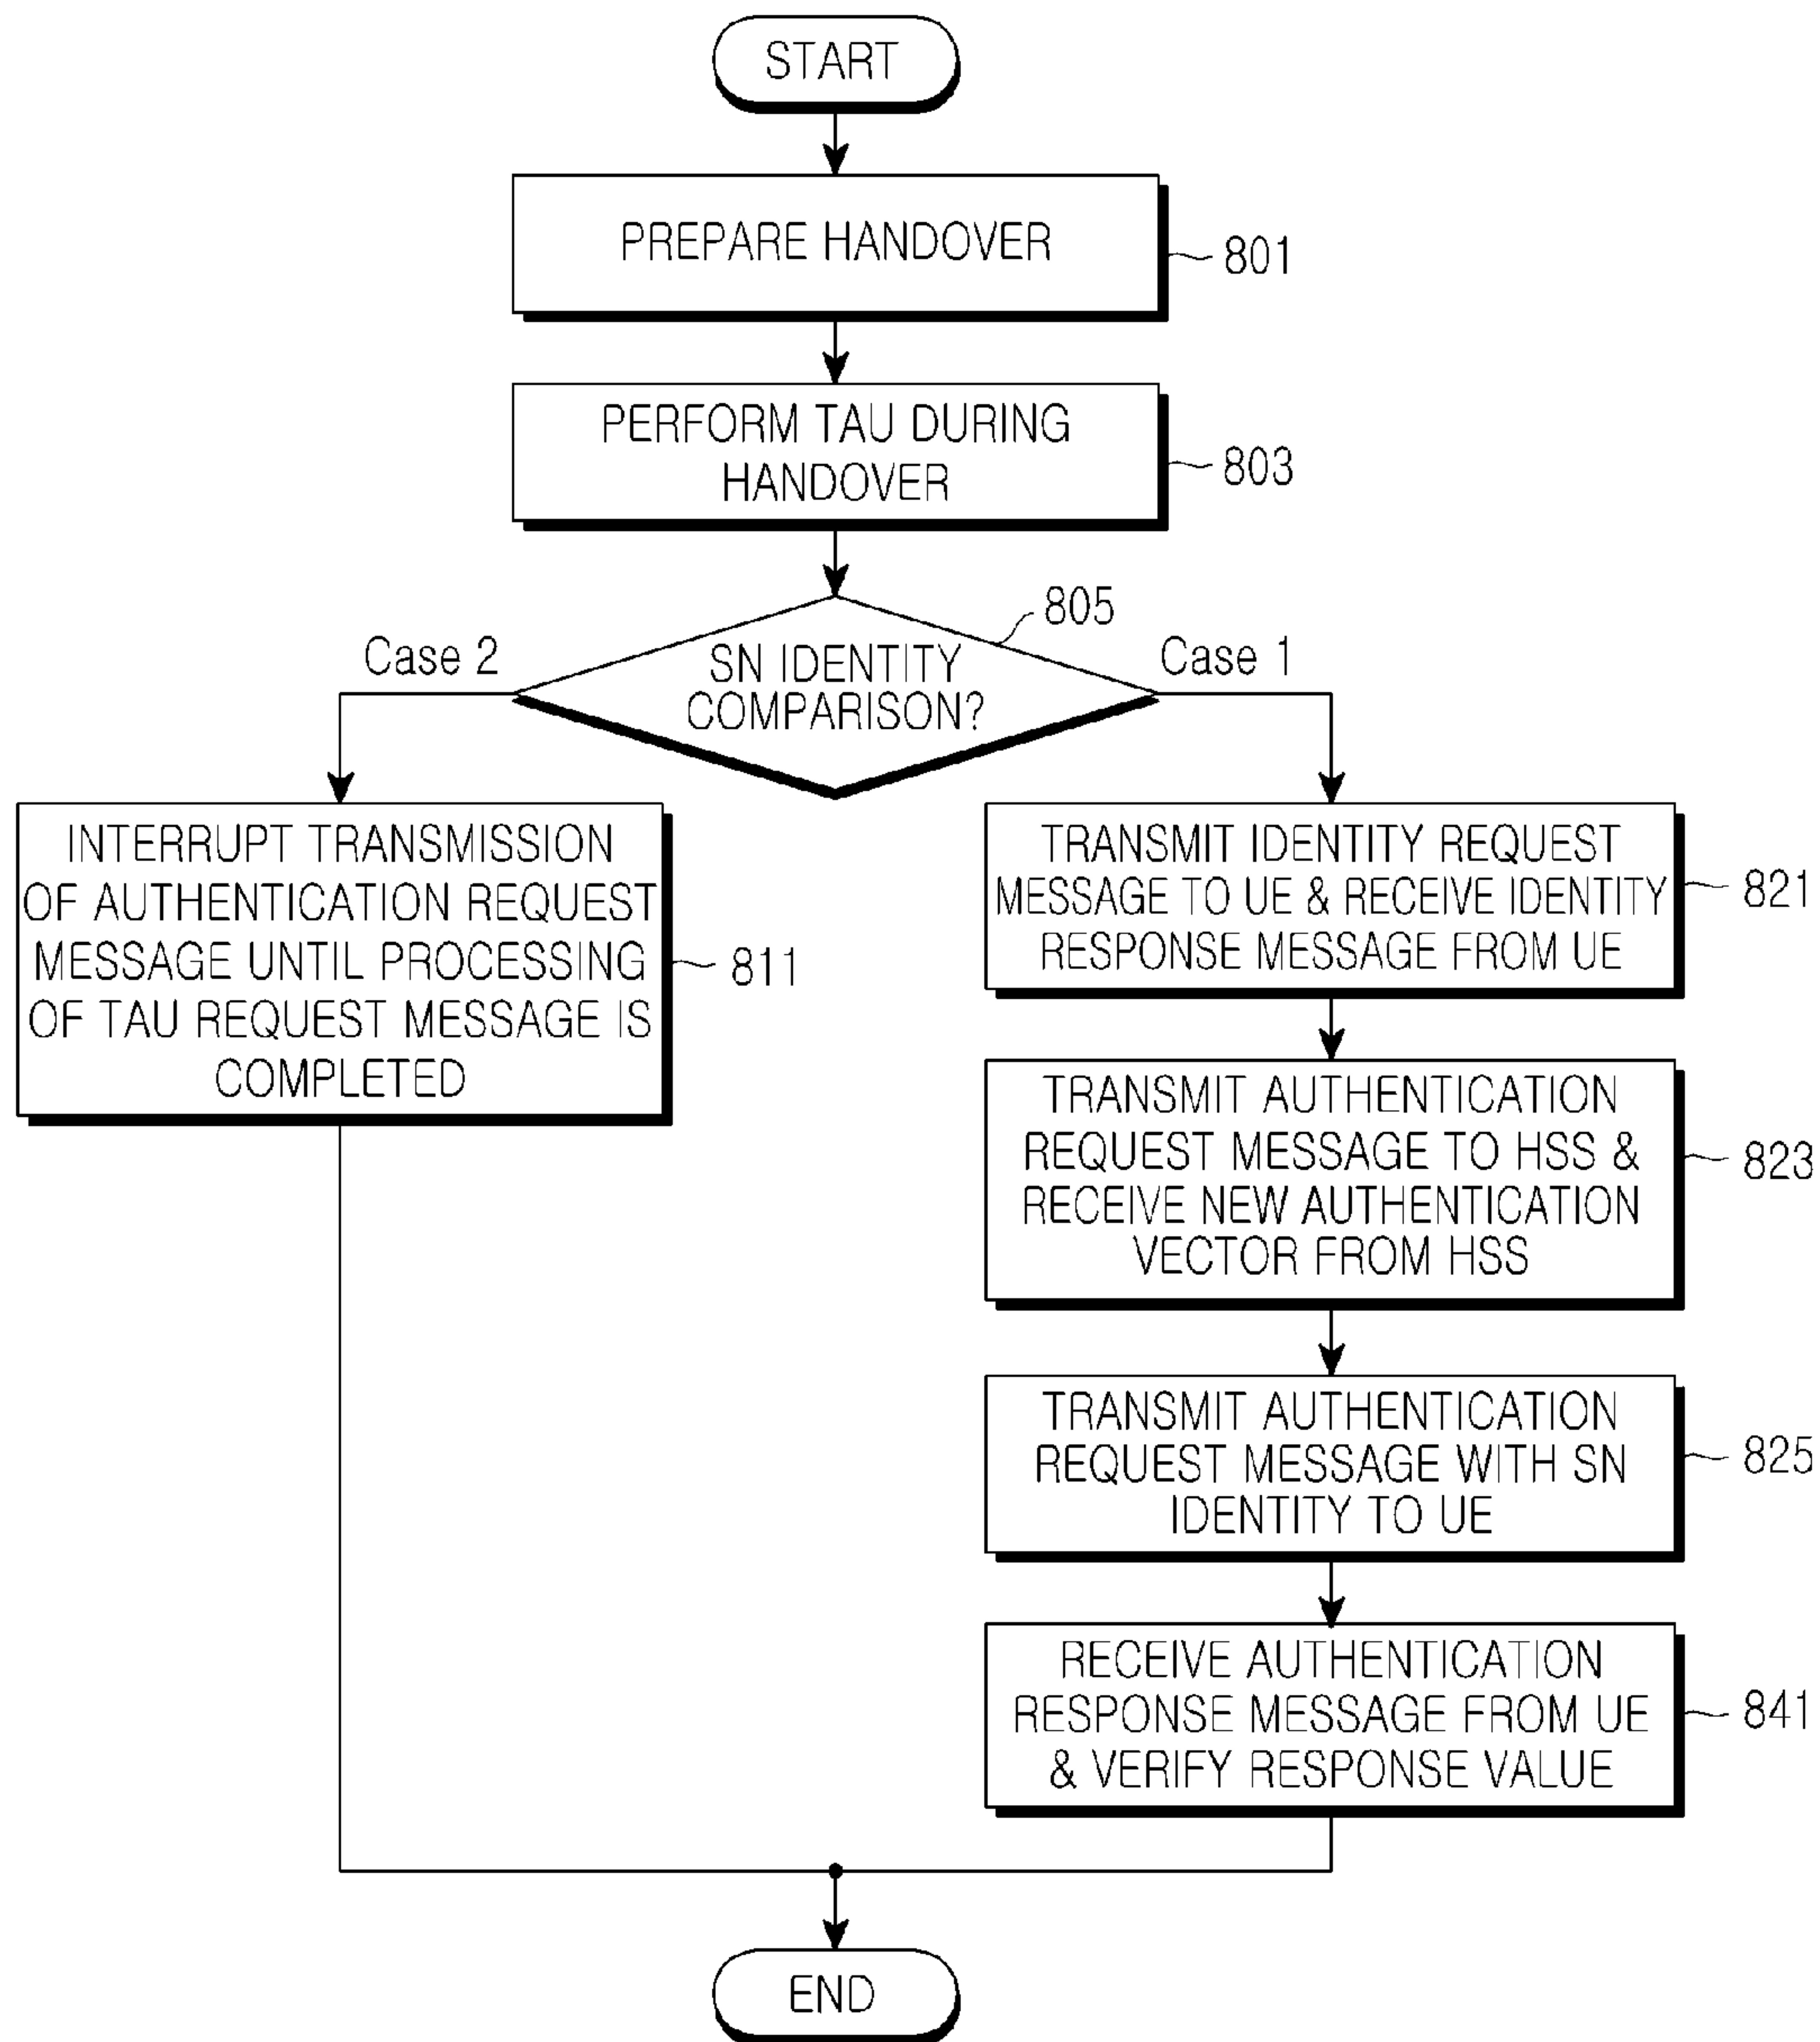 START
PREPARE HANDOVER
801
PERFORM TAU DURING
HANDOVER
803
805
SN IDENTITY
COMPARISON?
Case 2
Case 1
INTERRUPT TRANSMISSION
OF AUTHENTICATION REQUEST
MESSAGE UNTIL PROCESSING
OF TAU REQUEST MESSAGE IS
COMPLETED
811
TRANSMIT IDENTITY REQUEST
MESSAGE TO UE & RECEIVE IDENTITY
RESPONSE MESSAGE FROM UE
821
TRANSMIT AUTHENTICATION
REQUEST MESSAGE TO HSS &
RECEIVE NEW AUTHENTICATION
VECTOR FROM HSS
823
TRANSMIT AUTHENTICATION
REQUEST MESSAGE WITH SN
IDENTITY TO UE
825
RECEIVE AUTHENTICATION
RESPONSE MESSAGE FROM UE
& VERIFY RESPONSE VALUE
841
END